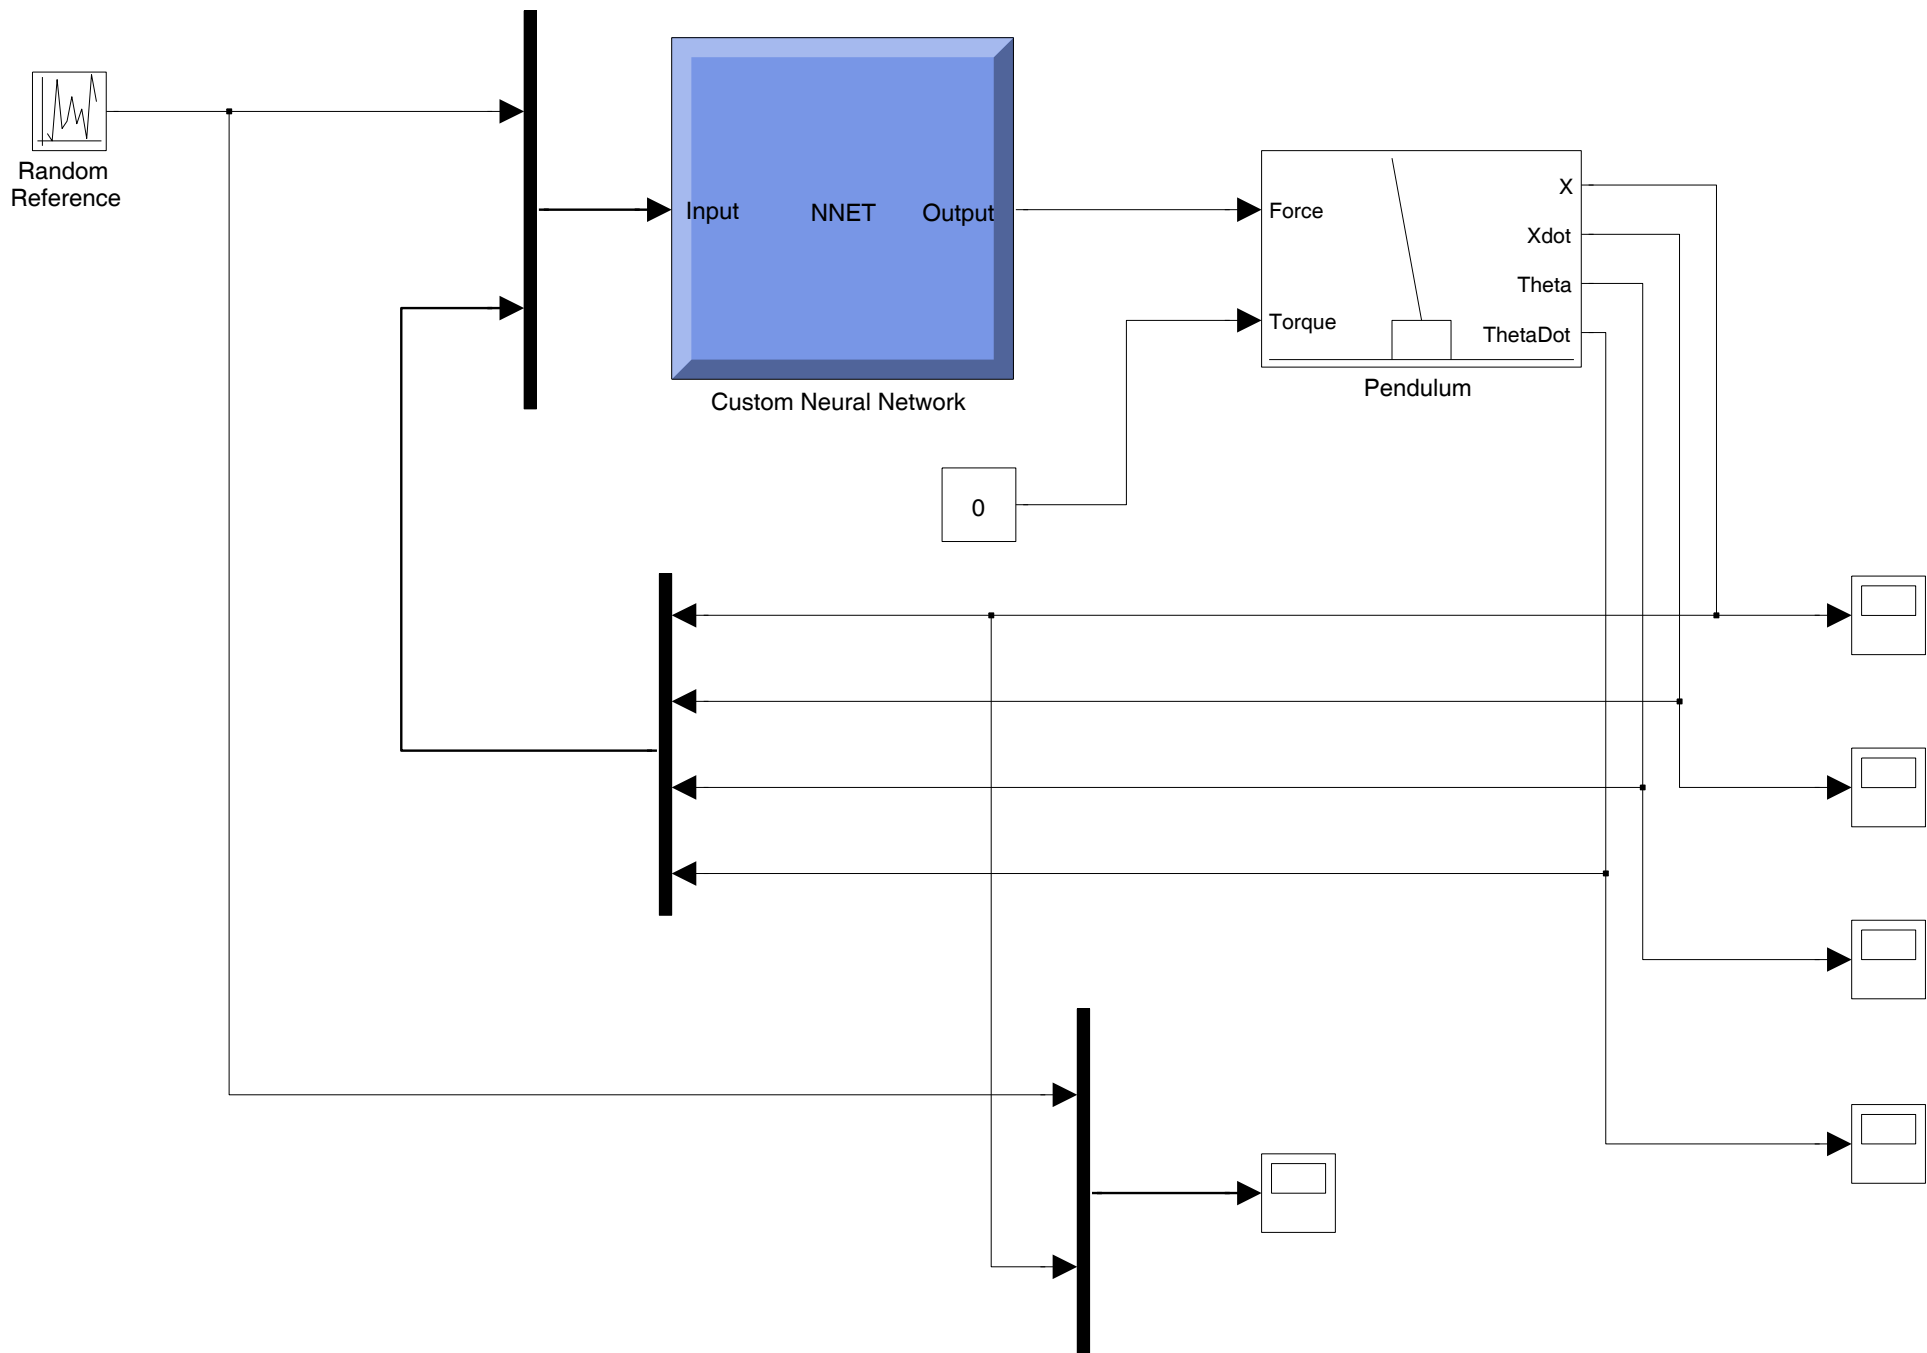 Random
Reference
Input
NNET
Output
Custom Neural Network
Force
Torque
X
Xdot
Theta
ThetaDot
Pendulum
0